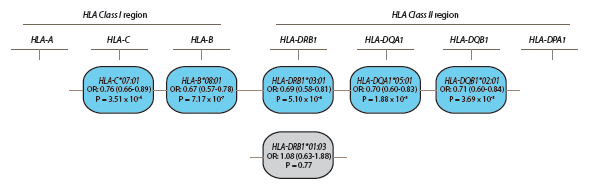 HLA Class I region
HLA Class II region
HLA-A
HLA-C
HLA-B
HLA-DRB1
HLA-DQA1
HLA-DQB1
HLA-DPA1
HLA-C*07:01
OR: 0.76 (0.66-0.89)
P = 3.51 x
HLA-B*08:01
OR: 0.67 (0.57-0.78)
P = 7.17 x 10⁻⁷
HLA-DRB1*03:01
OR: 0.69 (0.58-0.81)
P = 5.10 x
HLA-DQA1*05:01
OR: 0.70 (0.60-0.83)
P = 1.88 x
HLA-DQB1*02:01
OR: 0.71 (0.60-0.84)
P = 3.69 x
HLA-DRB1*01:03
OR: 1.08 (0.63-1.88)
P = 0.77